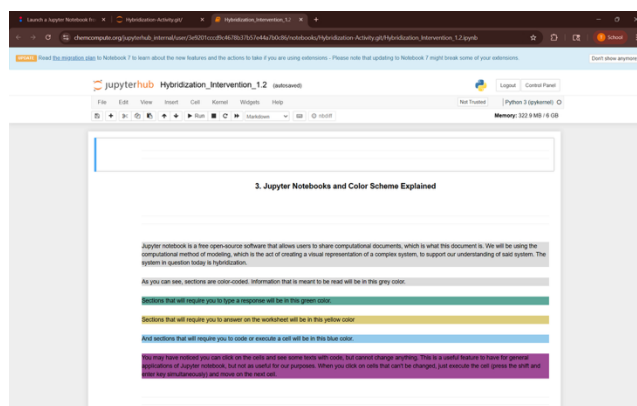 Launch a Jupyter Notebook fro
Hybridization-Activity.git/
Hybridization_Intervention_1.2
chemcompute.org/jupyterhub_internal/user/3e9201cccd9c4678b37b57e44a7b0c86/notebooks/Hybridization-Activity.git/Hybridization_Intervention_1.2.ipynb
School
UPDATE Read the migration plan to Notebook 7 to learn about the new features and the actions to take if you are using extensions - Please note that updating to Notebook 7 might break some of your extensions.
Don't show anymore
jupyterhub Hybridization_Intervention_1.2 (autosaved)
Logout Control Panel
File Edit View Insert Cell Kernel Widgets Help
Not Trusted Python 3 (ipykernel)
Run Markdown nbdiff
Memory: 322.9 MB / 6 GB
3. Jupyter Notebooks and Color Scheme Explained
Jupyter notebook is a free open-source software that allows users to share computational documents, which is what this document is. We will be using the
computational method of modeling, which is the act of creating a visual representation of a complex system, to support our understanding of said system. The
system in question today is hybridization.
As you can see, sections are color-coded. Information that is meant to be read will be in this grey color.
Sections that will require you to type a response will be in this green color.
Sections that will require you to answer on the worksheet will be in this yellow color
And sections that will require you to code or execute a cell will be in this blue color.
You may have noticed you can click on the cells and see some texts with code, but cannot change anything. This is a useful feature to have for general
applications of Jupyter notebook, but not as useful for our purposes. When you click on cells that can't be changed, just execute the cell (press the shift and
enter key simultaneously) and move on the next cell.